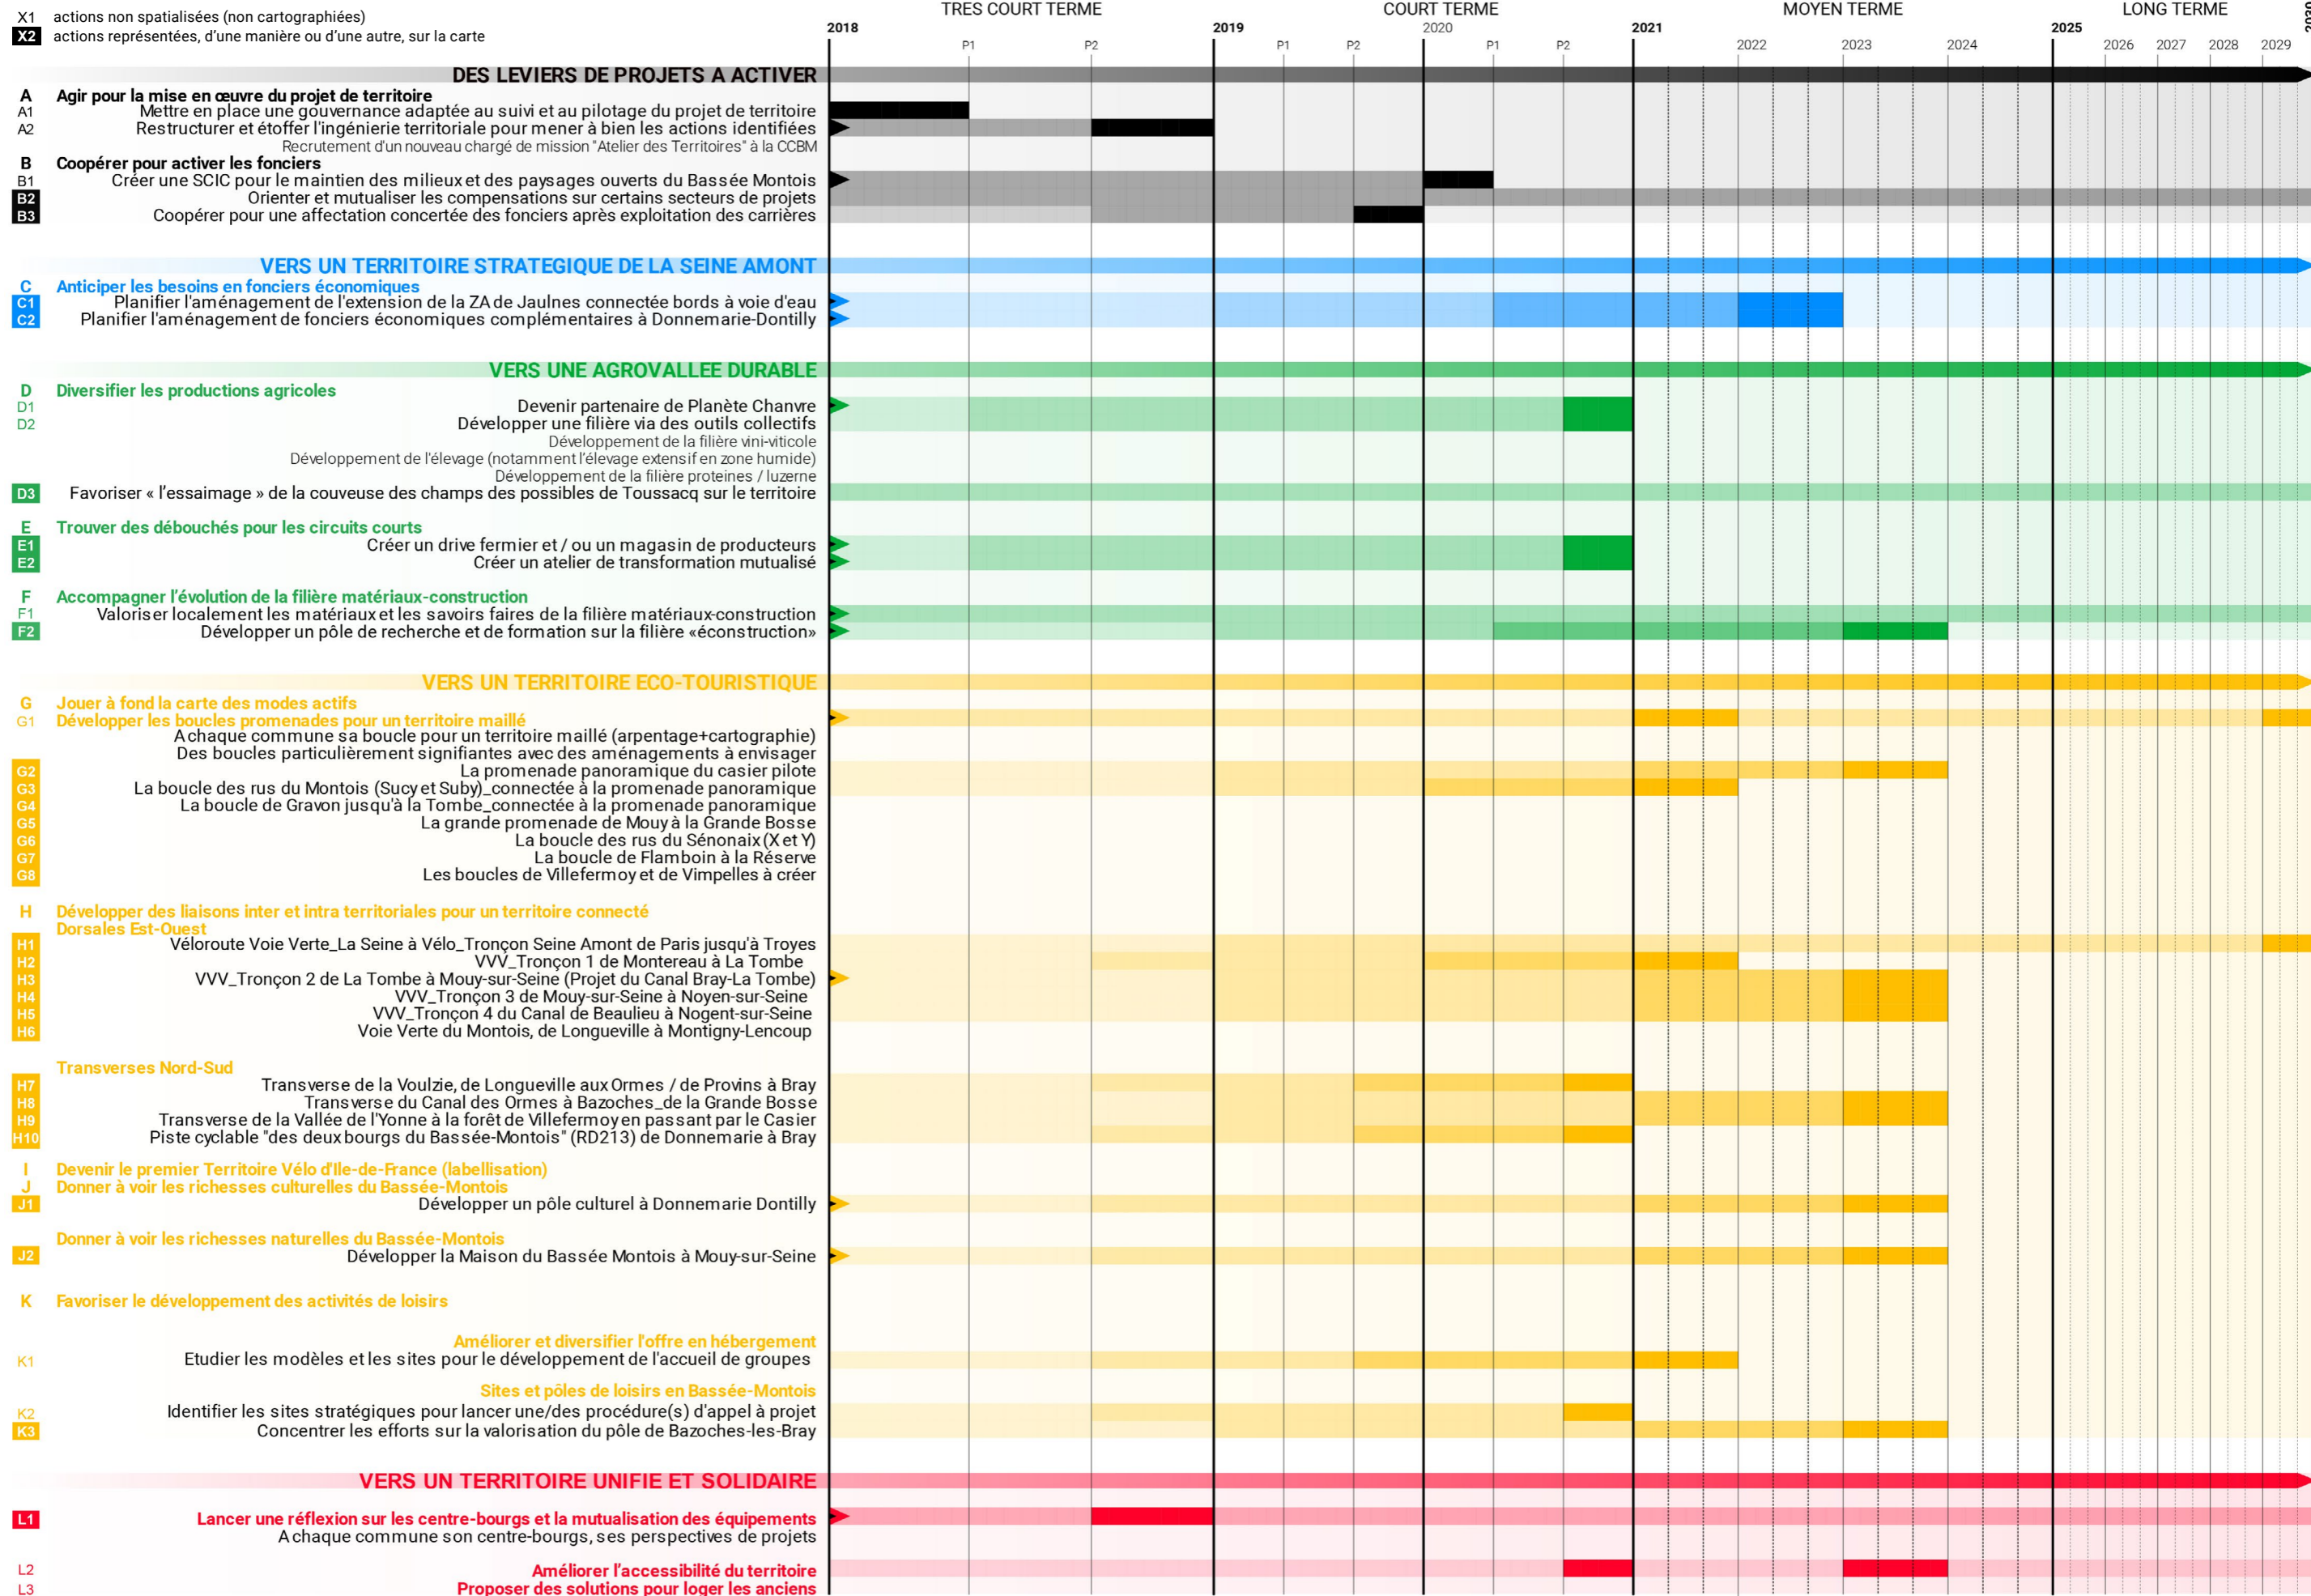 X1 actions non spatialisées (non cartographiées)
X2 actions représentées, d'une manière ou d'une autre, sur la carte
TRES COURT TERME COURT TERME MOYEN TERME LONG TERME
2018 2019 2020 2021 2025 2030
P1 P2 P1 P2 P1 P2 2022 2023 2024 2026 2027 2028 2029
DES LEVIERS DE PROJETS A ACTIVER
A Agir pour la mise en œuvre du projet de territoire
A1 Mettre en place une gouvernance adaptée au suivi et au pilotage du projet de territoire
A2 Restructurer et étoffer l'ingénierie territoriale pour mener à bien les actions identifiées
Recrutement d'un nouveau chargé de mission "Atelier des Territoires" à la CCBM
B Coopérer pour activer les fonciers
B1 Créer une SCIC pour le maintien des milieux et des paysages ouverts du Bassée Montois
B2 Orienter et mutualiser les compensations sur certains secteurs de projets
B3 Coopérer pour une affectation concertée des fonciers après exploitation des carrières
VERS UN TERRITOIRE STRATEGIQUE DE LA SEINE AMONT
C Anticiper les besoins en fonciers économiques
C1 Planifier l'aménagement de l'extension de la ZA de Jaulnes connectée bords à voie d'eau
C2 Planifier l'aménagement de fonciers économiques complémentaires à Donnemarie-Dontilly
VERS UNE AGROVALLEE DURABLE
D Diversifier les productions agricoles
D1 Devenir partenaire de Planète Chanvre
D2 Développer une filière via des outils collectifs
Développement de la filière vini-viticole
Développement de l'élevage (notamment l'élevage extensif en zone humide)
Développement de la filière proteines / luzerne
D3 Favoriser « l'essaimage » de la couveuse des champs des possibles de Toussacq sur le territoire
E Trouver des débouchés pour les circuits courts
E1 Créer un drive fermier et / ou un magasin de producteurs
E2 Créer un atelier de transformation mutualisé
F Accompagner l'évolution de la filière matériaux-construction
F1 Valoriser localement les matériaux et les savoirs faires de la filière matériaux-construction
F2 Développer un pôle de recherche et de formation sur la filière «éconstruction»
VERS UN TERRITOIRE ECO-TOURISTIQUE
G Jouer à fond la carte des modes actifs
G1 Développer les boucles promenades pour un territoire maillé
A chaque commune sa boucle pour un territoire maillé (arpentage+cartographie)
Des boucles particulièrement signifiantes avec des aménagements à envisager
G2 La promenade panoramique du casier pilote
G3 La boucle des rus du Montois (Sucy et Suby)_connectée à la promenade panoramique
G4 La boucle de Gravon jusqu'à la Tombe_connectée à la promenade panoramique
G5 La grande promenade de Mouy à la Grande Bosse
G6 La boucle des rus du Sénonaix (X et Y)
G7 La boucle de Flamboin à la Réserve
G8 Les boucles de Villefermoy et de Vimpelles à créer
H Développer des liaisons inter et intra territoriales pour un territoire connecté
Dorsales Est-Ouest
H1 Véloroute Voie Verte_La Seine à Vélo_Tronçon Seine Amont de Paris jusqu'à Troyes
H2 VVV_Tronçon 1 de Montereau à La Tombe
H3 VVV_Tronçon 2 de La Tombe à Mouy-sur-Seine (Projet du Canal Bray-La Tombe)
H4 VVV_Tronçon 3 de Mouy-sur-Seine à Noyen-sur-Seine
H5 VVV_Tronçon 4 du Canal de Beaulieu à Nogent-sur-Seine
H6 Voie Verte du Montois, de Longueville à Montigny-Lencoup
Transverses Nord-Sud
H7 Transverse de la Voulzie, de Longueville aux Ormes / de Provins à Bray
H8 Transverse du Canal des Ormes à Bazoches_de la Grande Bosse
H9 Transverse de la Vallée de l'Yonne à la forêt de Villefermoy en passant par le Casier
H10 Piste cyclable "des deux bourgs du Bassée-Montois" (RD213) de Donnemarie à Bray
I Devenir le premier Territoire Vélo d'Ile-de-France (labellisation)
J Donner à voir les richesses culturelles du Bassée-Montois
J1 Développer un pôle culturel à Donnemarie Dontilly
Donner à voir les richesses naturelles du Bassée-Montois
J2 Développer la Maison du Bassée Montois à Mouy-sur-Seine
K Favoriser le développement des activités de loisirs
Améliorer et diversifier l'offre en hébergement
K1 Etudier les modèles et les sites pour le développement de l'accueil de groupes
Sites et pôles de loisirs en Bassée-Montois
K2 Identifier les sites stratégiques pour lancer une/des procédure(s) d'appel à projet
K3 Concentrer les efforts sur la valorisation du pôle de Bazoches-les-Bray
VERS UN TERRITOIRE UNIFIE ET SOLIDAIRE
L1 Lancer une réflexion sur les centre-bourgs et la mutualisation des équipements
A chaque commune son centre-bourgs, ses perspectives de projets
L2 Améliorer l'accessibilité du territoire
L3 Proposer des solutions pour loger les anciens